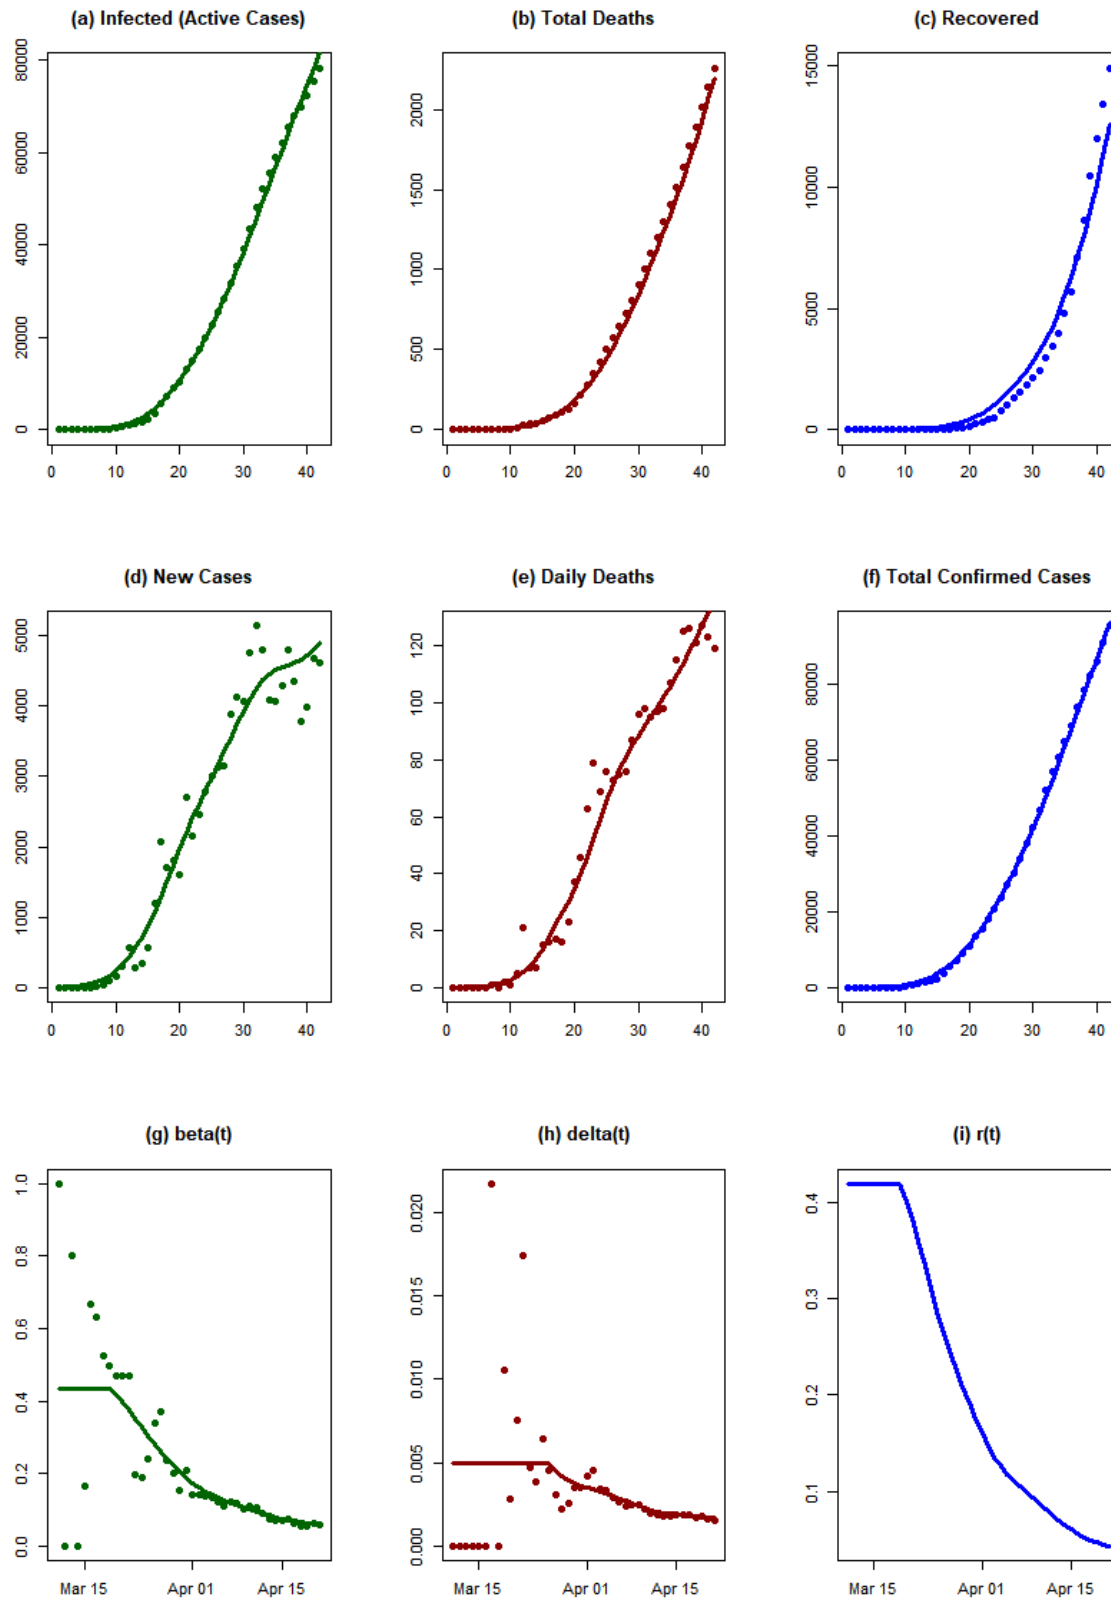 (a) Infected (Active Cases)
(b) Total Deaths
(c) Recovered
80000
60000
40000
20000
0
0 10 20 30 40
2000
1500
1000
500
0
0 10 20 30 40
15000
10000
5000
0
0 10 20 30 40
(d) New Cases
(e) Daily Deaths
(f) Total Confirmed Cases
5000
4000
3000
2000
1000
0
0 10 20 30 40
120
100
80
60
40
20
0
0 10 20 30 40
80000
60000
40000
20000
0
0 10 20 30 40
(g) beta(t)
(h) delta(t)
(i) r(t)
1.0
0.8
0.6
0.4
0.2
0.0
Mar 15 Apr 01 Apr 15
0.020
0.015
0.010
0.005
0.000
Mar 15 Apr 01 Apr 15
0.4
0.3
0.2
0.1
Mar 15 Apr 01 Apr 15